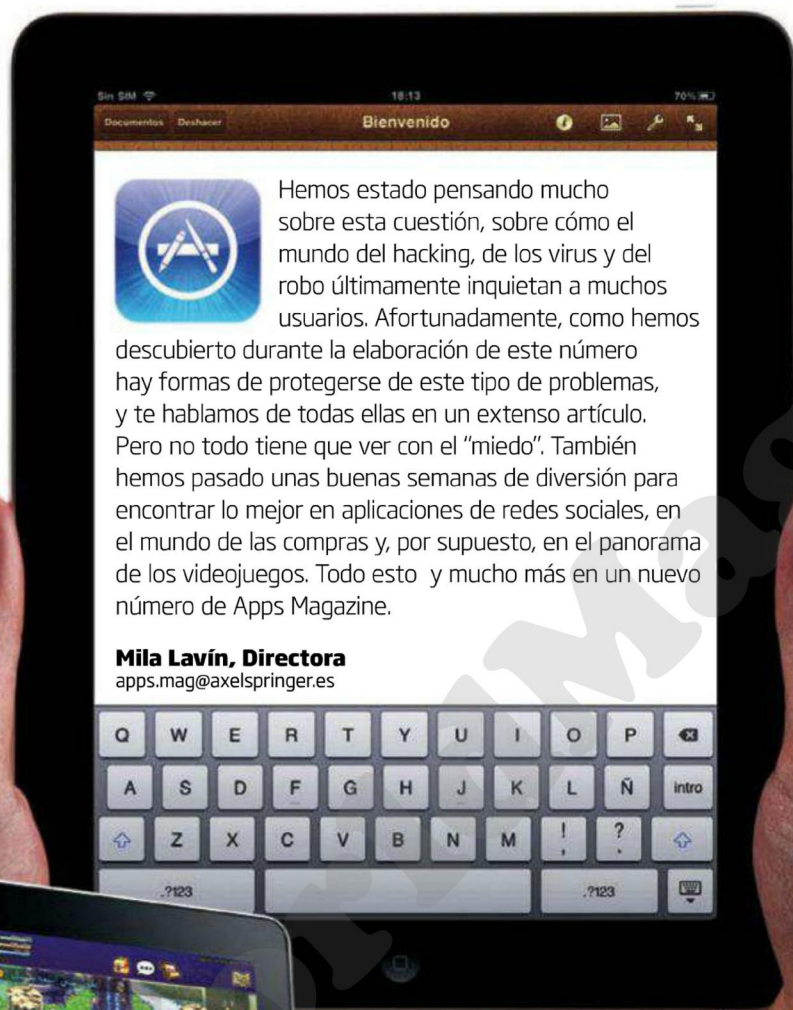 Sin SIM 18:13 70%
Documentos Deshacer Bienvenido
Hemos estado pensando mucho
sobre esta cuestión, sobre cómo el
mundo del hacking, de los virus y del
robo últimamente inquietan a muchos
usuarios. Afortunadamente, como hemos
descubierto durante la elaboración de este número
hay formas de protegerse de este tipo de problemas,
y te hablamos de todas ellas en un extenso artículo.
Pero no todo tiene que ver con el “miedo”. También
hemos pasado unas buenas semanas de diversión para
encontrar lo mejor en aplicaciones de redes sociales, en
el mundo de las compras y, por supuesto, en el panorama
de los videojuegos. Todo esto y mucho más en un nuevo
número de Apps Magazine.
Mila Lavín, Directora
apps.mag@axelspringer.es
Q W E R T Y U I O P
A S D F G H J K L Ñ intro
Z X C V B N M ! , ? .
.?123 .?123